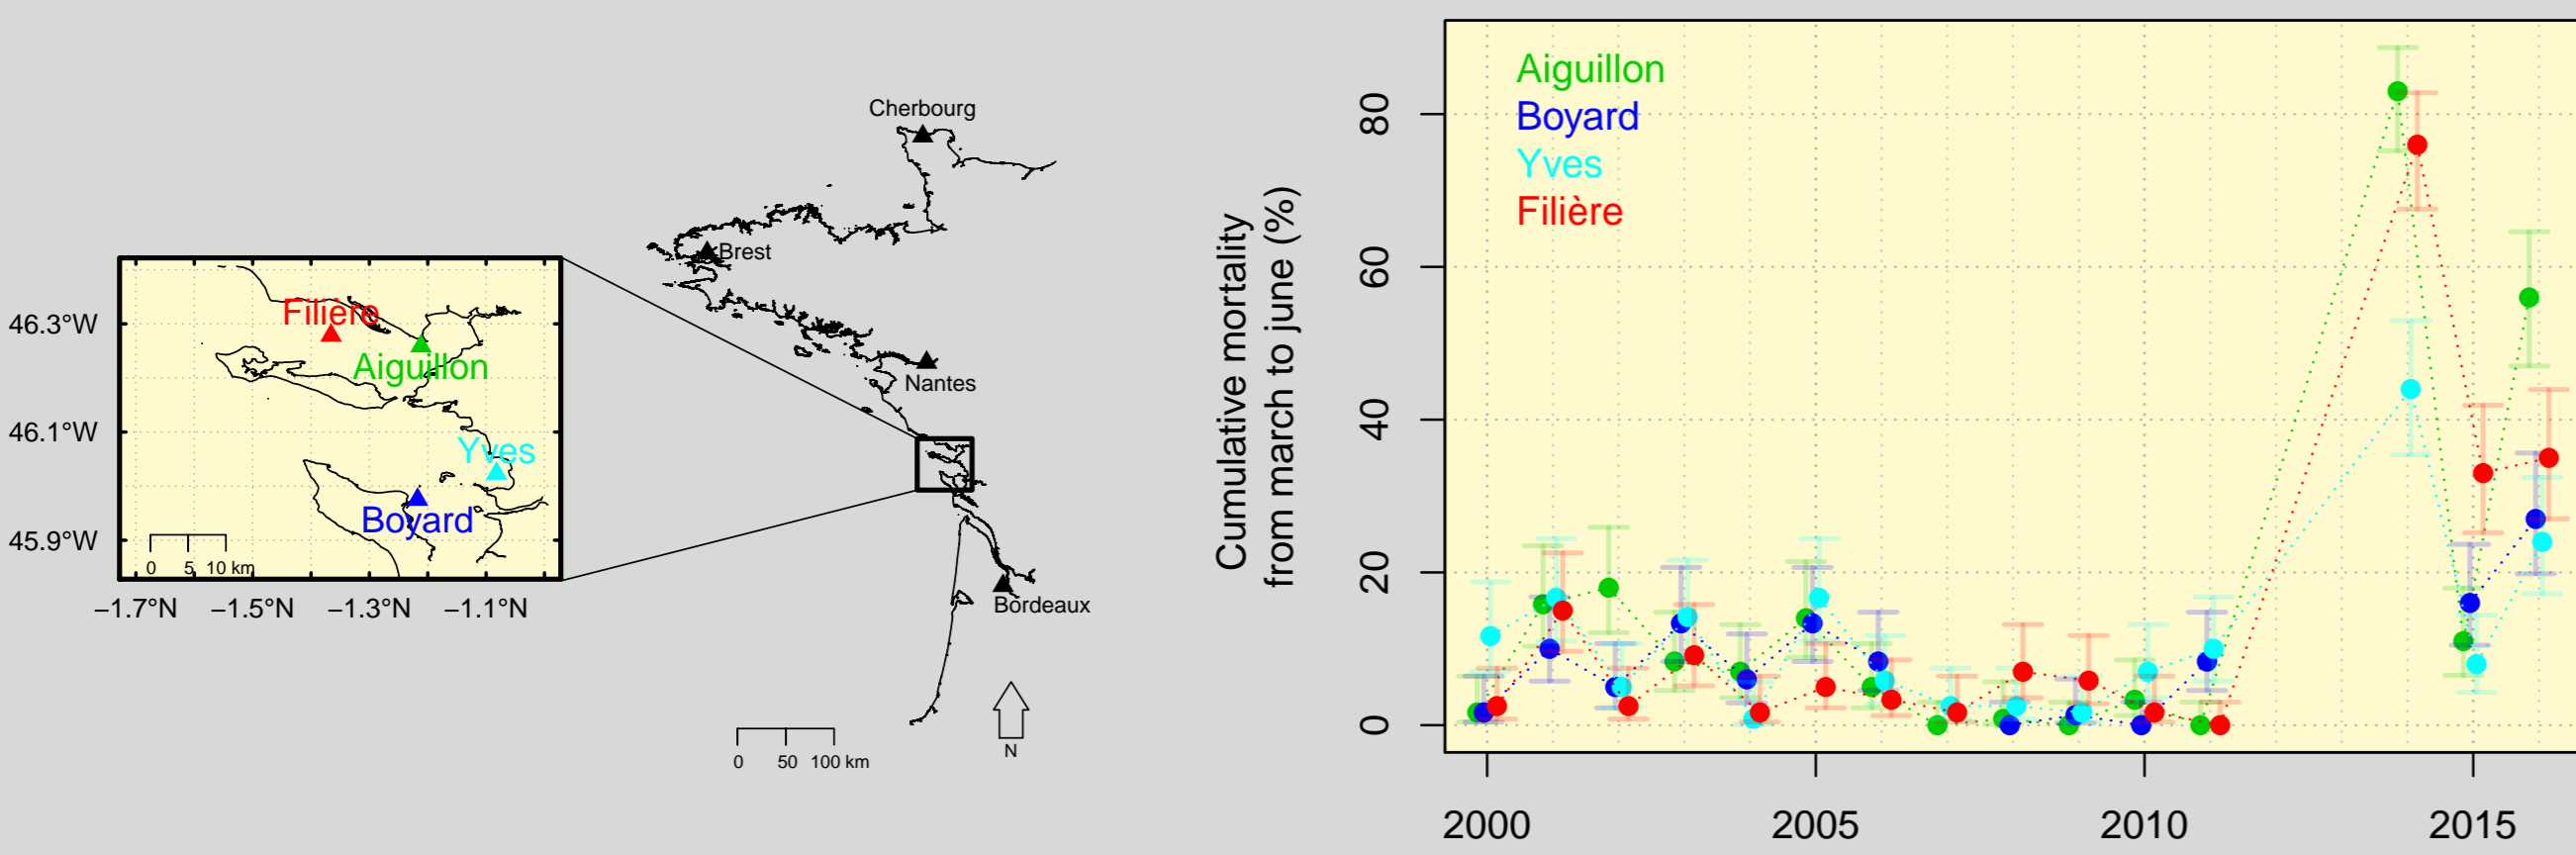 Cherbourg
Brest
Nantes
Bordeaux
0 50 100 km
N
Filière
Aiguillon
Yves
Boyard
0 5 10 km
46.3°W
46.1°W
45.9°W
−1.7°N −1.5°N −1.3°N −1.1°N
Cumulative mortality
from march to june (%)
80
60
40
20
0
Aiguillon
Boyard
Yves
Filière
2000 2005 2010 2015